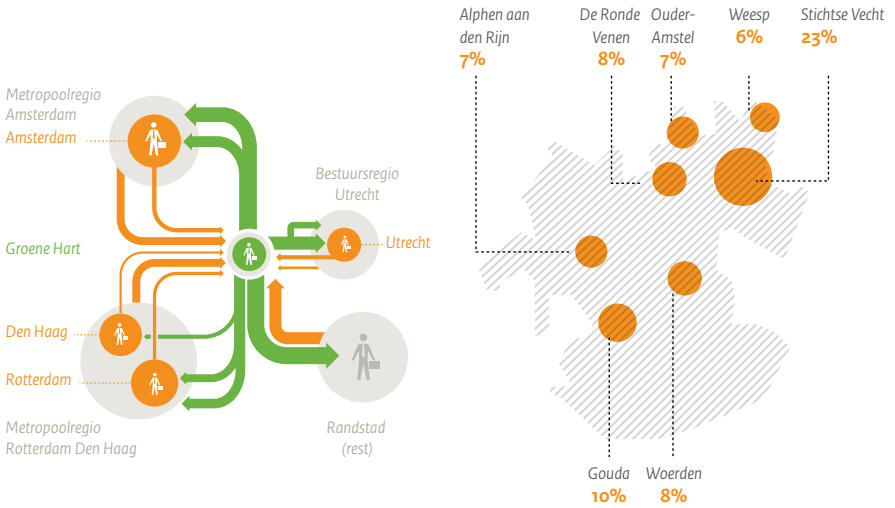 Metropoolregio
Amsterdam
Amsterdam
Bestuursregio
Utrecht
Utrecht
Groene Hart
Den Haag
Rotterdam
Metropoolregio
Rotterdam Den Haag
Randstad
(rest)
Alphen aan
den Rijn
7%
De Ronde
Venen
8%
Ouder-
Amstel
7%
Weesp
6%
Stichtse Vecht
23%
Gouda
10%
Woerden
8%